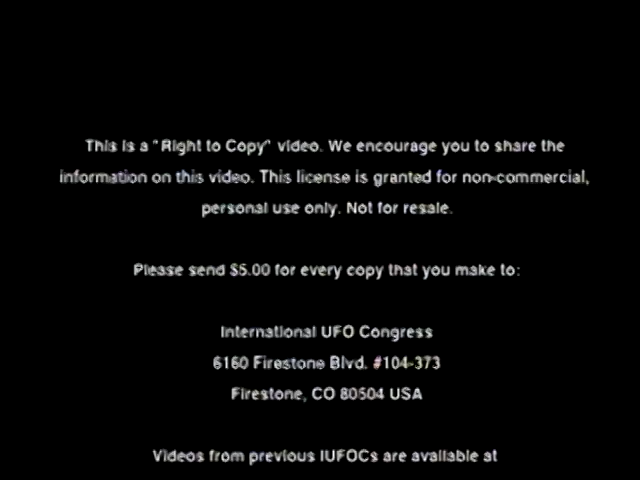 This is a "Right to Copy" video. We encourage you to share the
information on this video. This license is granted for non-commercial,
personal use only. Not for resale.
Please send $5.00 for every copy that you make to:
International UFO Congress
6160 Firestone Blvd. #104-373
Firestone, CO 80504 USA
Videos from previous IUFOCs are available at